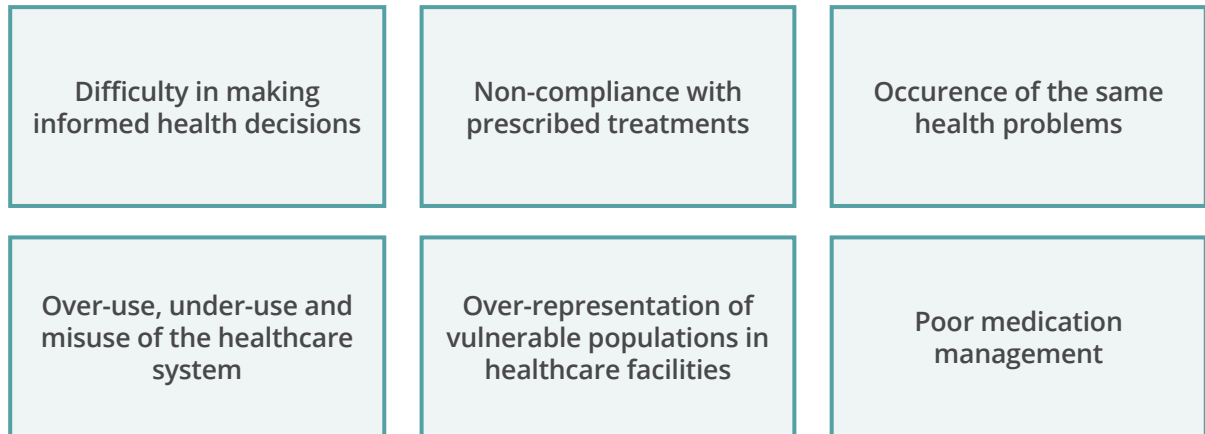 Difficulty in making
informed health decisions
Non-compliance with
prescribed treatments
Occurence of the same
health problems
Over-use, under-use and
misuse of the healthcare
system
Over-representation of
vulnerable populations in
healthcare facilities
Poor medication
management